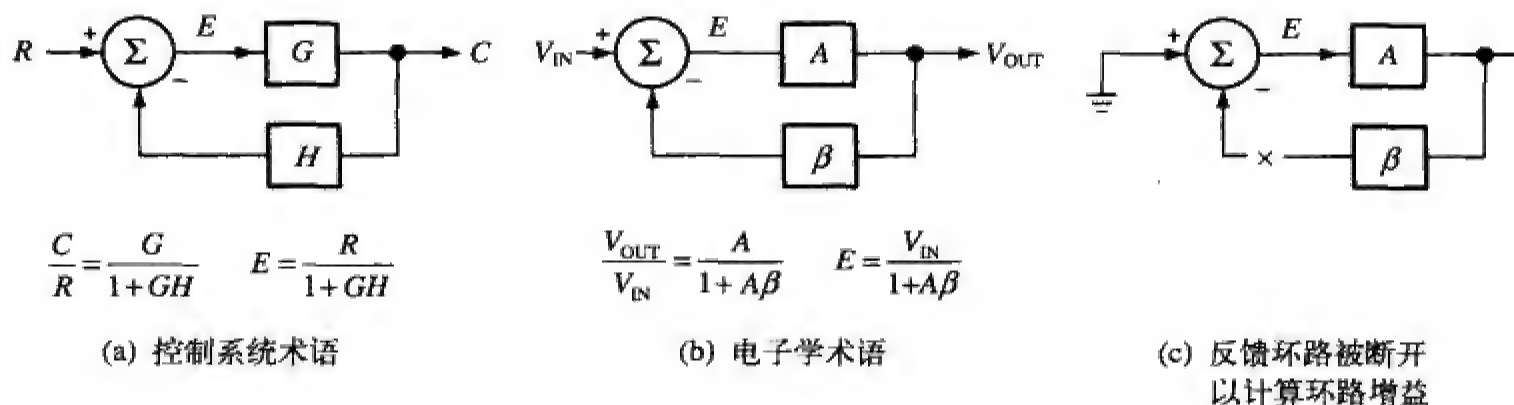 R + Σ − E G C H
V_IN + Σ − E A V_OUT β
+ Σ − E A β ×
C/R = G/(1+GH)    E = R/(1+GH)
V_OUT/V_IN = A/(1+Aβ)    E = V_IN/(1+Aβ)
(a) 控制系统术语
(b) 电子学术语
(c) 反馈环路被断开
以计算环路增益